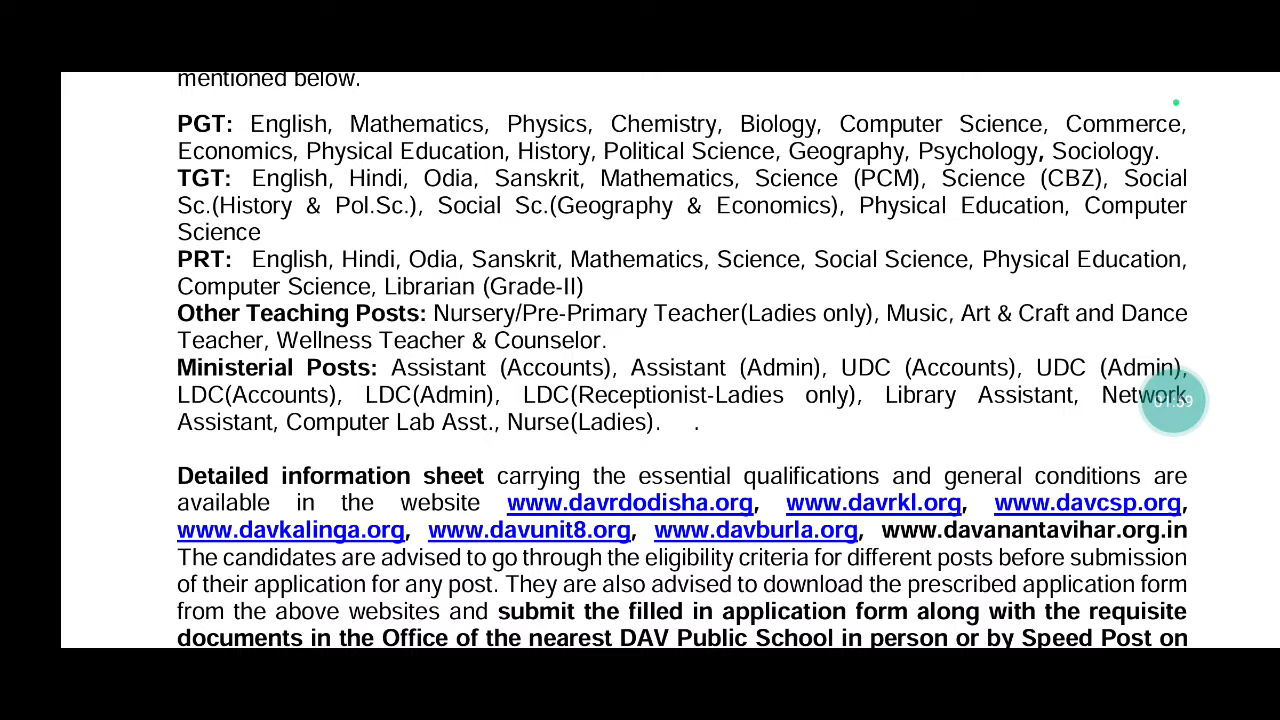 mentioned below.
PGT: English, Mathematics, Physics, Chemistry, Biology, Computer Science, Commerce,
Economics, Physical Education, History, Political Science, Geography, Psychology, Sociology.
TGT: English, Hindi, Odia, Sanskrit, Mathematics, Science (PCM), Science (CBZ), Social
Sc.(History & Pol.Sc.), Social Sc.(Geography & Economics), Physical Education, Computer
Science
PRT: English, Hindi, Odia, Sanskrit, Mathematics, Science, Social Science, Physical Education,
Computer Science, Librarian (Grade-II)
Other Teaching Posts: Nursery/Pre-Primary Teacher(Ladies only), Music, Art & Craft and Dance
Teacher, Wellness Teacher & Counselor.
Ministerial Posts: Assistant (Accounts), Assistant (Admin), UDC (Accounts), UDC (Admin),
LDC(Accounts), LDC(Admin), LDC(Receptionist-Ladies only), Library Assistant, Network
01:59
Assistant, Computer Lab Asst., Nurse(Ladies). .
Detailed information sheet carrying the essential qualifications and general conditions are
available in the website www.davrdodisha.org, www.davrkl.org, www.davcsp.org,
www.davkalinga.org, www.davunit8.org, www.davburla.org, www.davanantavihar.org.in
The candidates are advised to go through the eligibility criteria for different posts before submission
of their application for any post. They are also advised to download the prescribed application form
from the above websites and submit the filled in application form along with the requisite
documents in the Office of the nearest DAV Public School in person or by Speed Post on